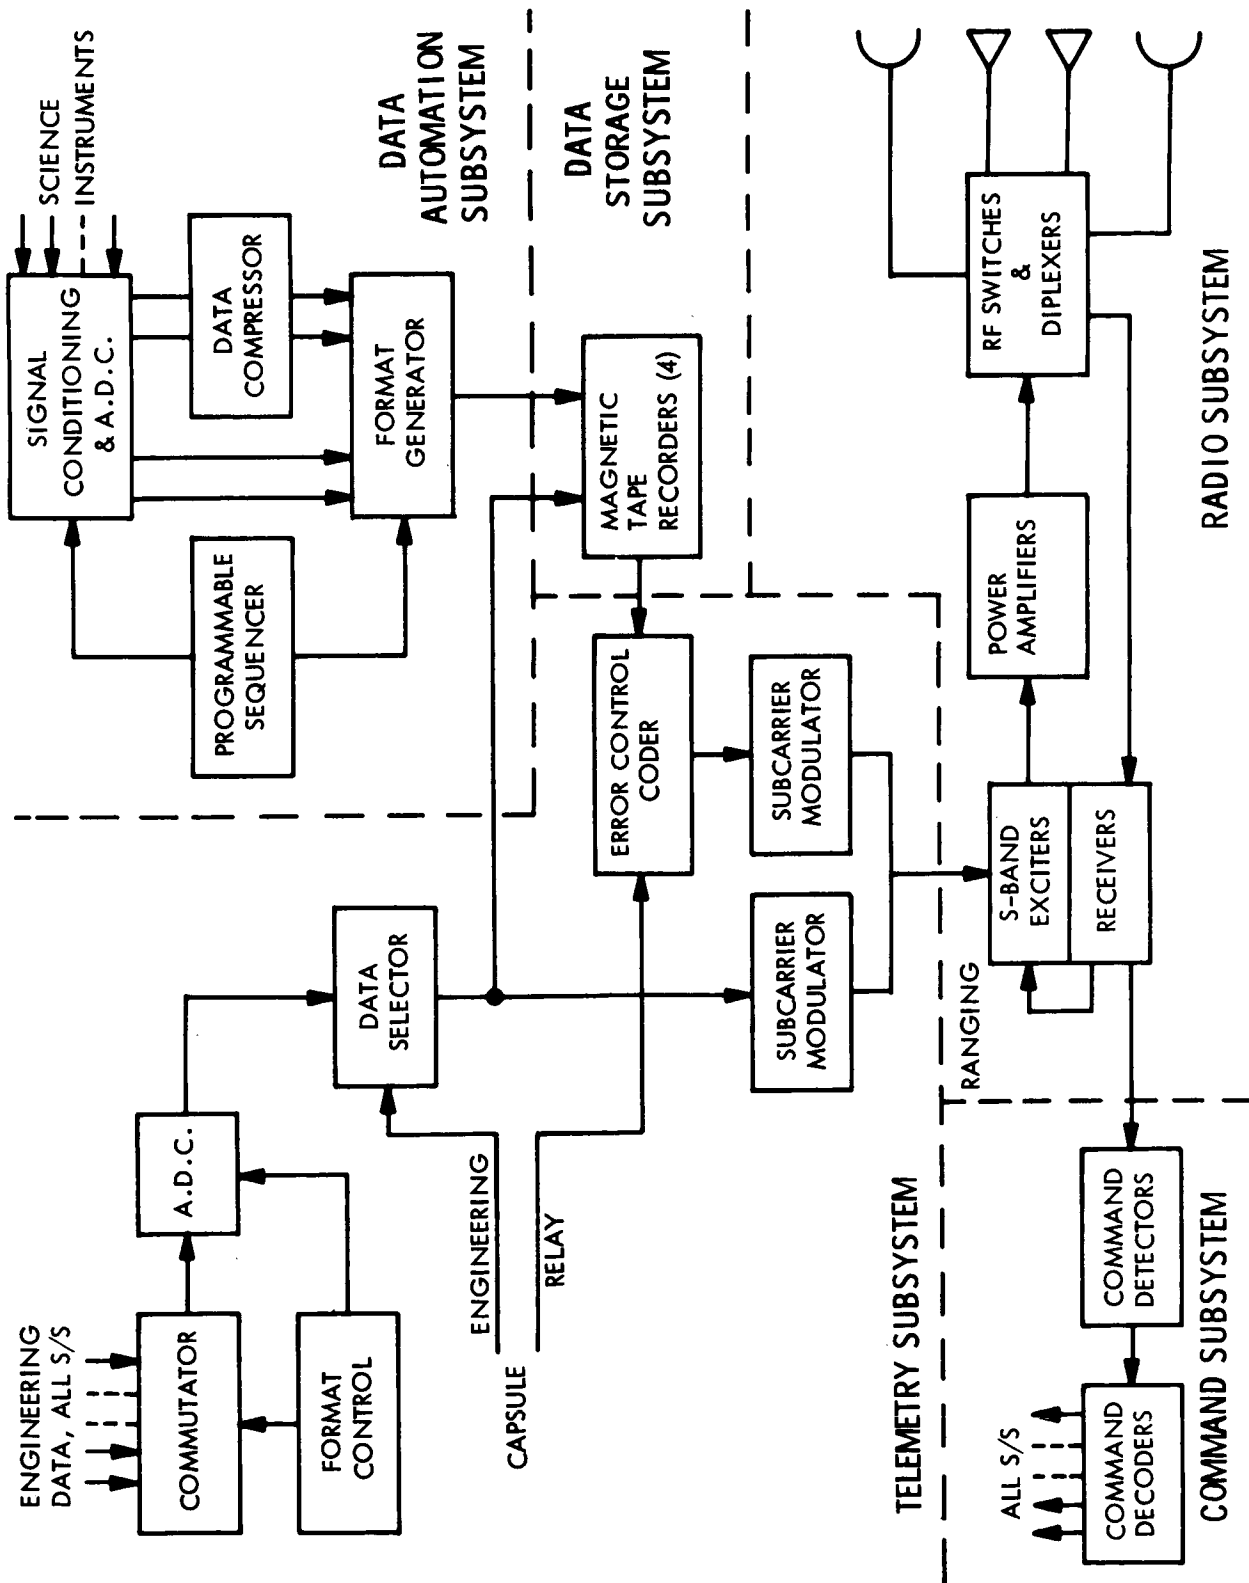 ENGINEERING
DATA, ALL S/S
COMMUTATOR
FORMAT
CONTROL
A.D.C.
CAPSULE
ENGINEERING
RELAY
DATA
SELECTOR
PROGRAMMABLE
SEQUENCER
SIGNAL
CONDITIONING
& A.D.C.
SCIENCE
INSTRUMENTS
DATA
COMPRESSOR
FORMAT
GENERATOR
DATA
AUTOMATION
SUBSYSTEM
MAGNETIC
TAPE
RECORDERS (4)
DATA
STORAGE
SUBSYSTEM
ERROR CONTROL
CODER
SUBCARRIER
MODULATOR
SUBCARRIER
MODULATOR
TELEMETRY SUBSYSTEM
RANGING
S-BAND
EXCITERS
RECEIVERS
POWER
AMPLIFIERS
RF SWITCHES
&
DIPLEXERS
RADIO SUBSYSTEM
ALL S/S
COMMAND
DECODERS
COMMAND
DETECTORS
COMMAND SUBSYSTEM